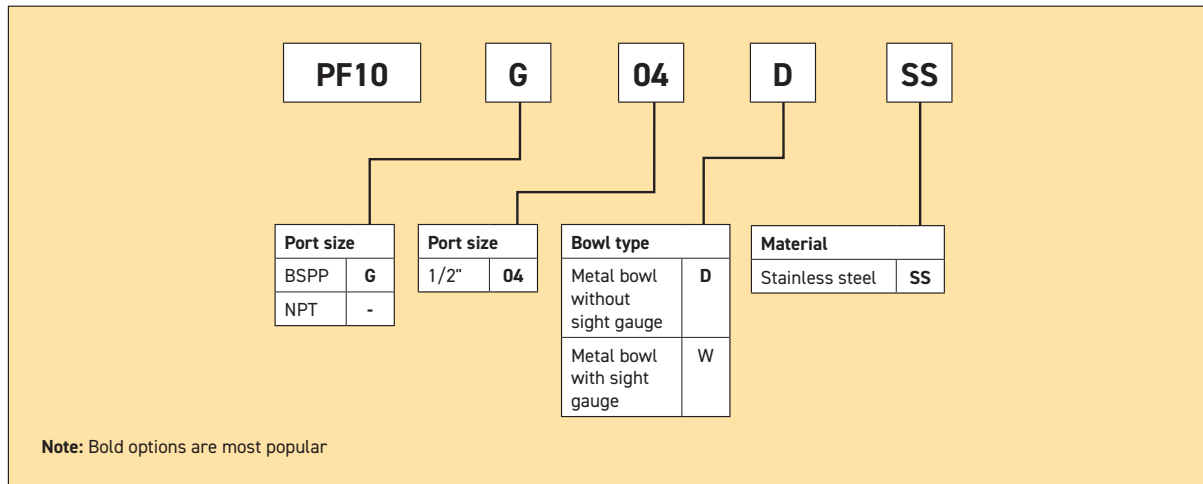 PF10 G 04 D SS
Port size
BSPP G
NPT -
Port size
1/2" 04
Bowl type
Metal bowl D
without
sight gauge
Metal bowl W
with sight
gauge
Material
Stainless steel SS
Note: Bold options are most popular